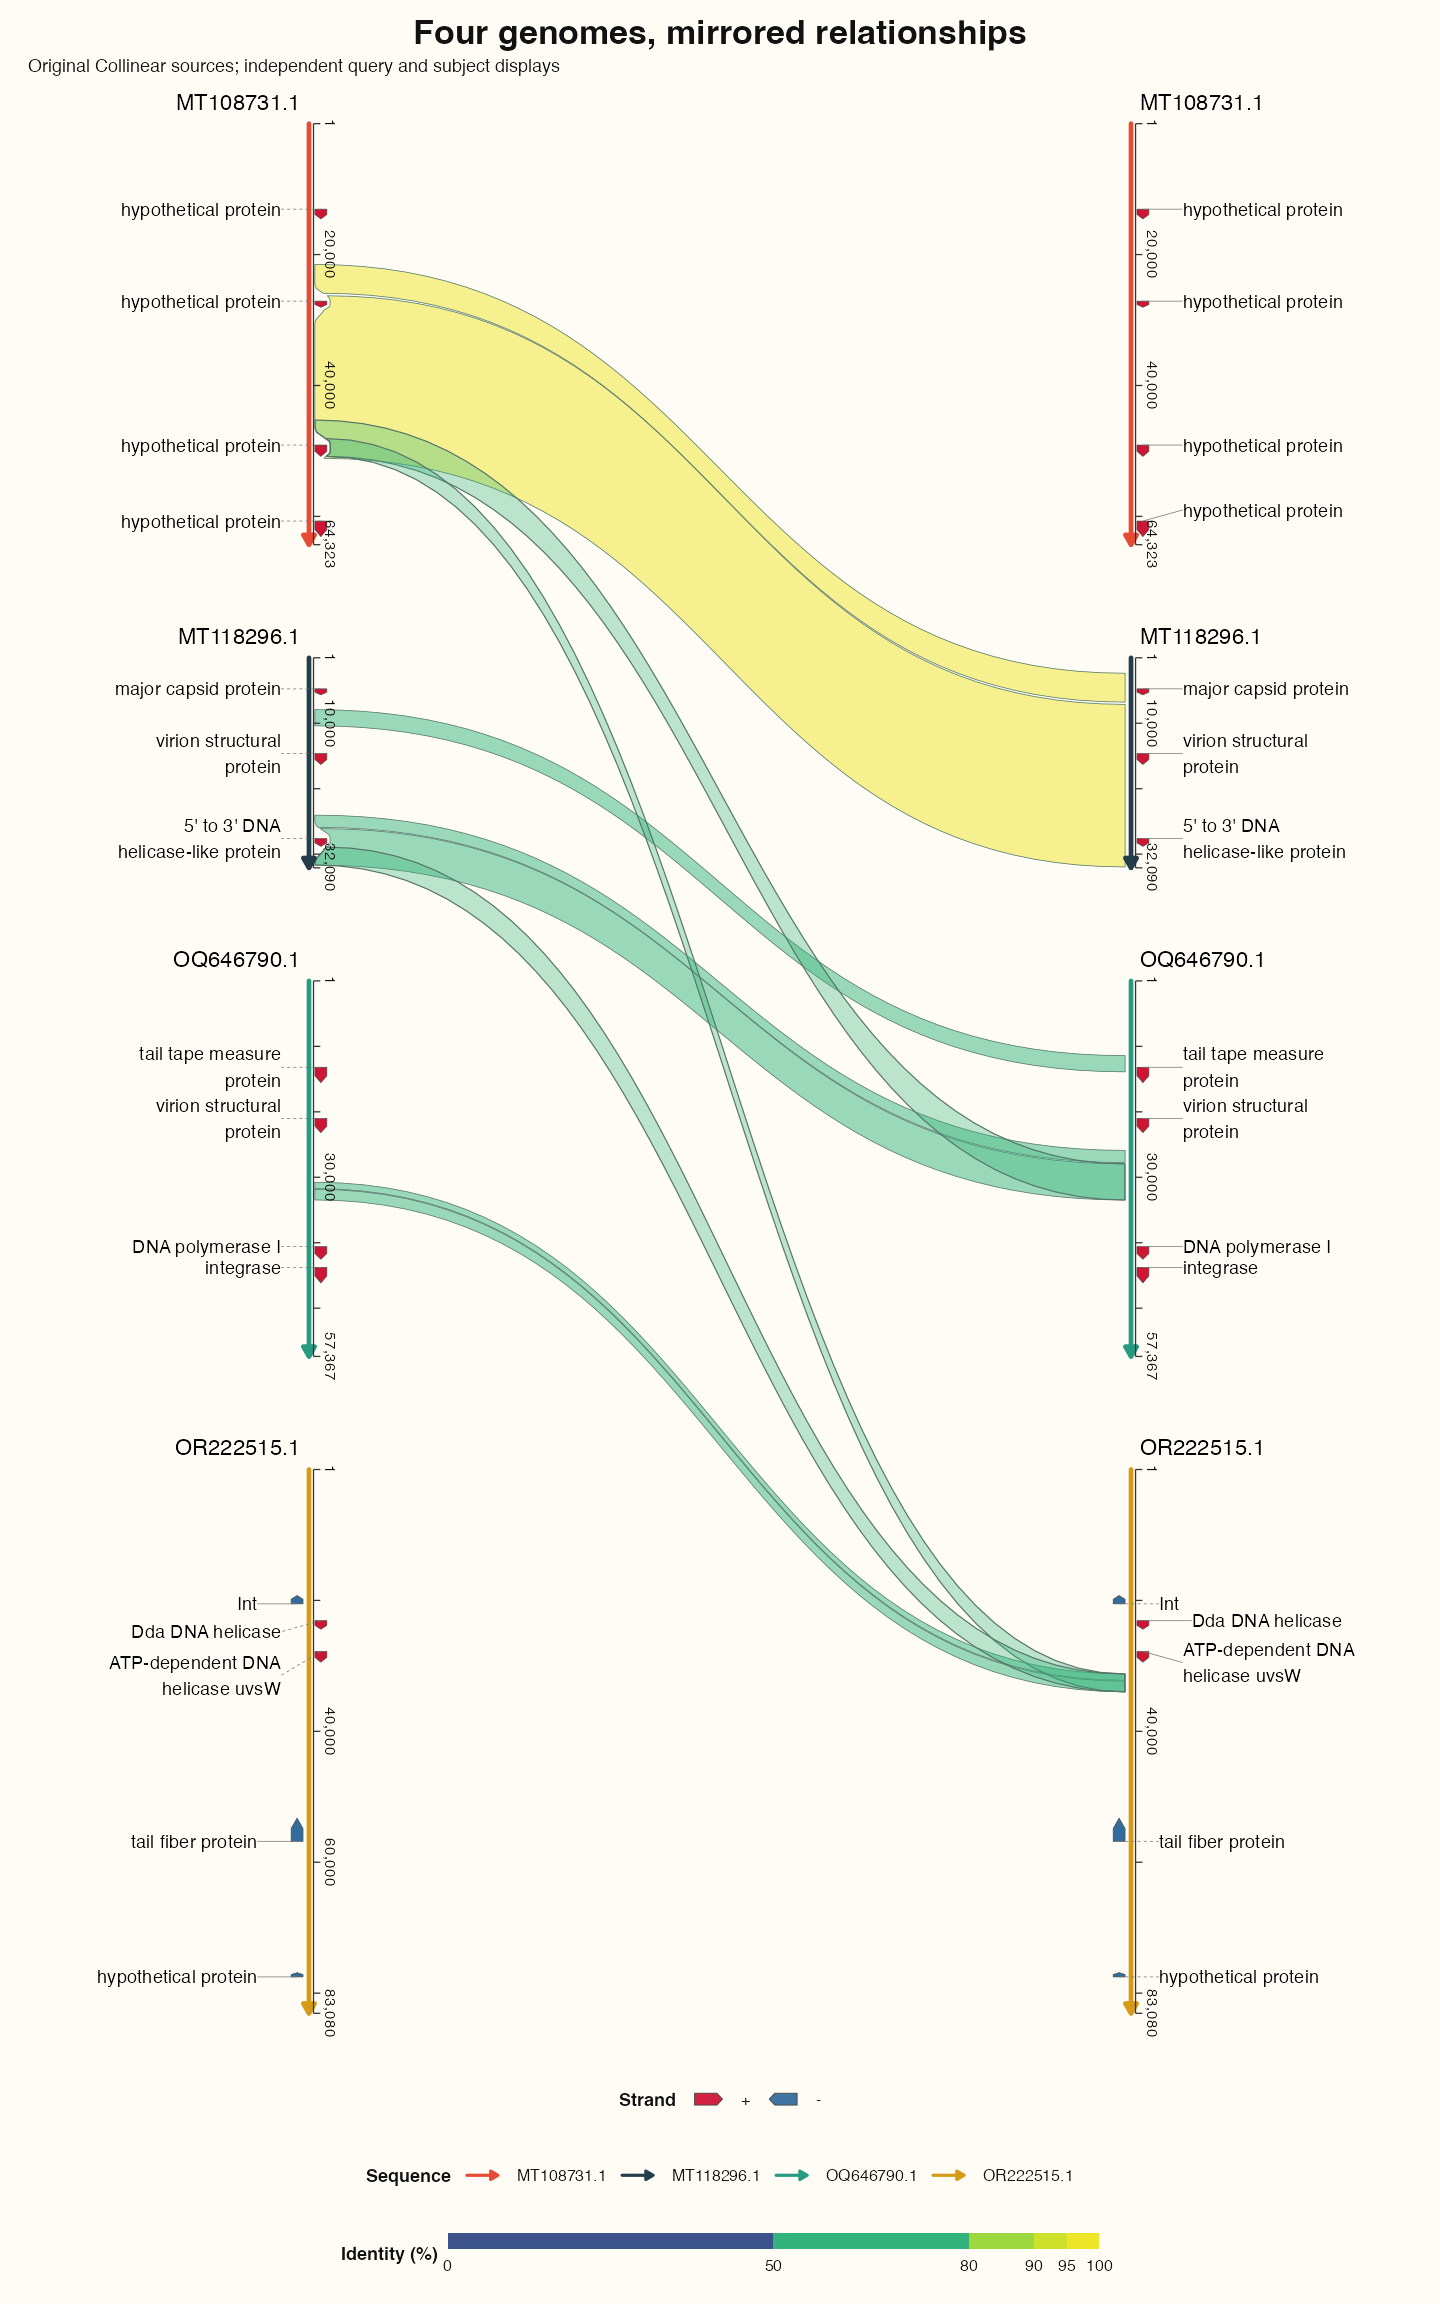 Four genomes, mirrored relationships
Original Collinear sources; independent query and subject displays
MT108731.1
1
hypothetical protein
20,000
hypothetical protein
40,000
hypothetical protein
hypothetical protein
64,323
MT118296.1
1
major capsid protein
10,000
virion structural
protein
5' to 3' DNA
helicase-like protein
32,090
OQ646790.1
1
tail tape measure
protein
virion structural
protein
30,000
DNA polymerase I
integrase
57,367
OR222515.1
1
Int
Dda DNA helicase
ATP-dependent DNA
helicase uvsW
40,000
tail fiber protein
60,000
hypothetical protein
83,080
MT108731.1
1
hypothetical protein
20,000
hypothetical protein
40,000
hypothetical protein
hypothetical protein
64,323
MT118296.1
1
major capsid protein
10,000
virion structural
protein
5' to 3' DNA
helicase-like protein
32,090
OQ646790.1
1
tail tape measure
protein
virion structural
protein
30,000
DNA polymerase I
integrase
57,367
OR222515.1
1
Int
Dda DNA helicase
ATP-dependent DNA
helicase uvsW
40,000
tail fiber protein
hypothetical protein
83,080
Strand + -
Sequence MT108731.1 MT118296.1 OQ646790.1 OR222515.1
Identity (%)
0 50 80 90 95 100